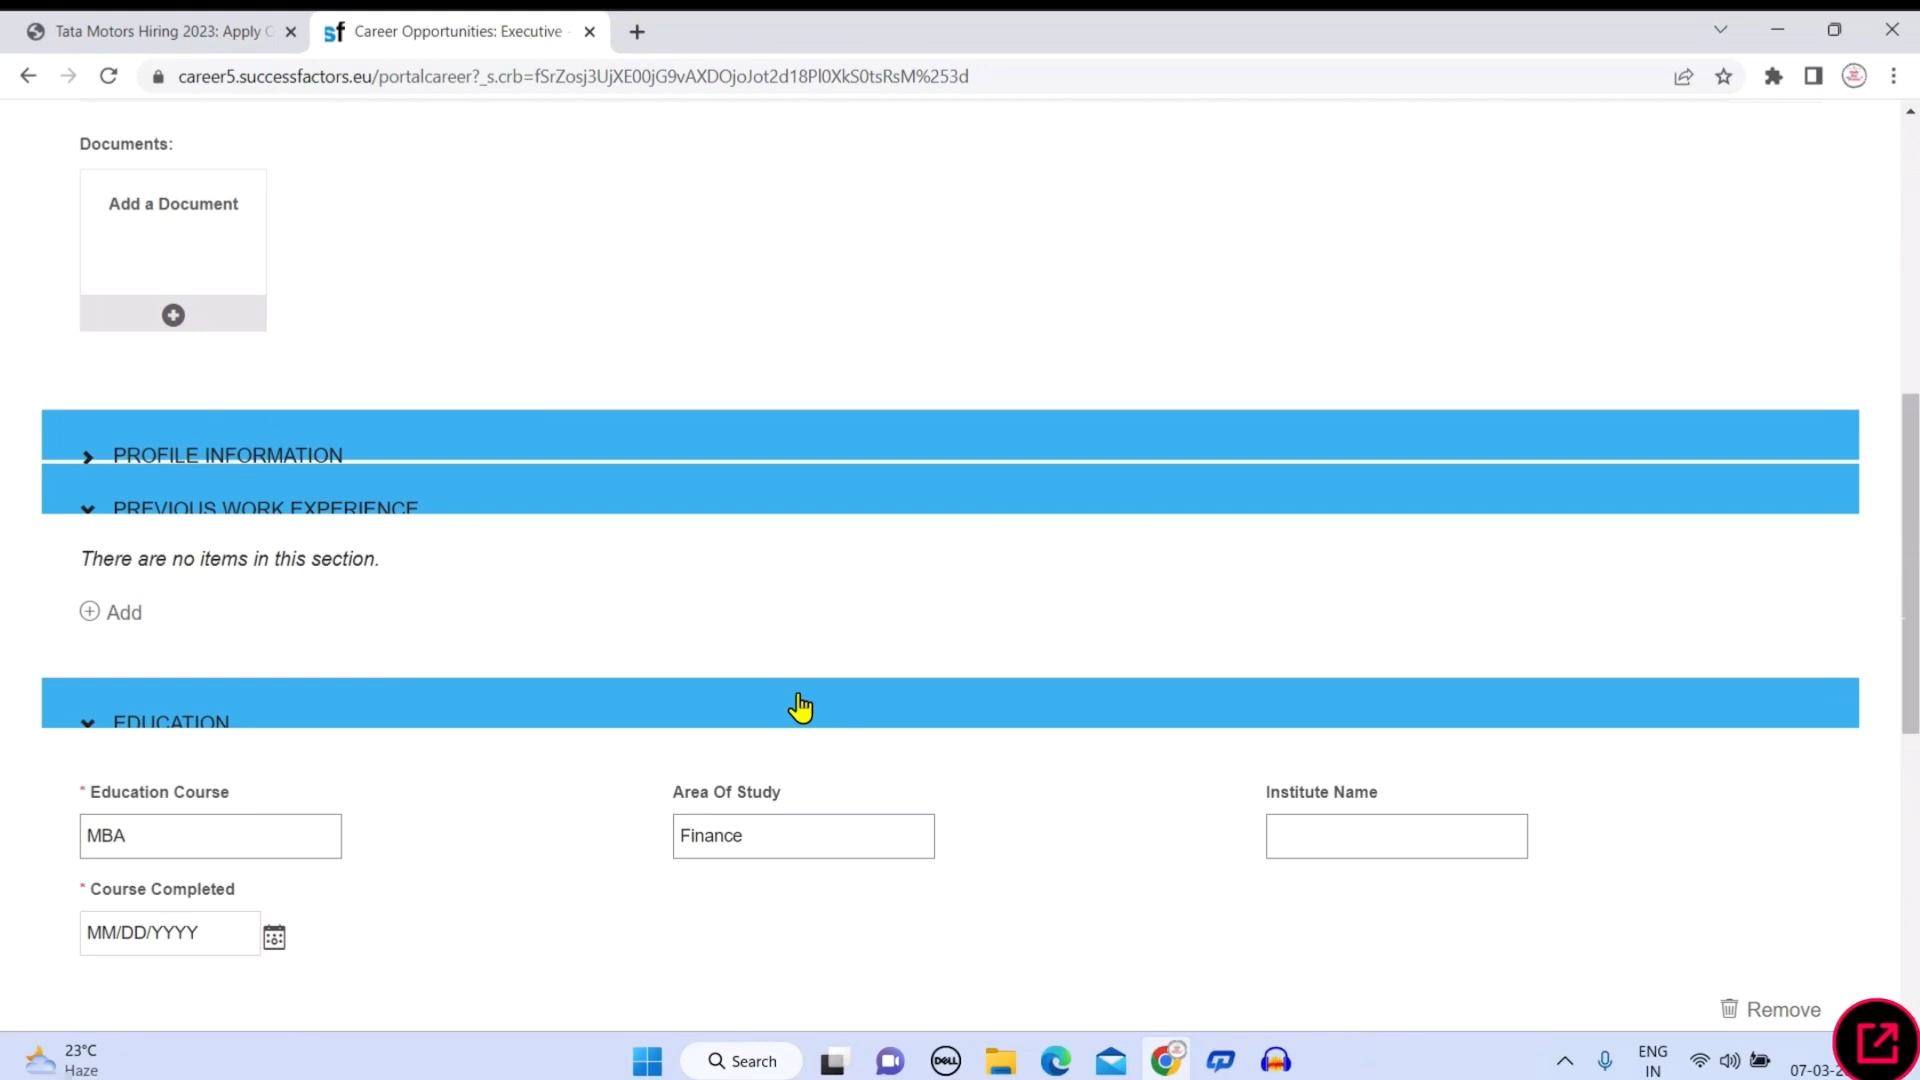 Tata Motors Hiring 2023: Apply
sf Career Opportunities: Executive
career5.successfactors.eu/portalcareer?_s.crb=fSrZosj3UjXE00jG9vAXDOjoJot2d18Pl0XkS0tsRsM%253d
Documents:
Add a Document
PROFILE INFORMATION
PREVIOUS WORK EXPERIENCE
There are no items in this section.
Add
EDUCATION
* Education Course
Area Of Study
Institute Name
MBA
Finance
* Course Completed
MM/DD/YYYY
Remove
23°C
Haze
Search
DELL
ENG
IN
07-03-2